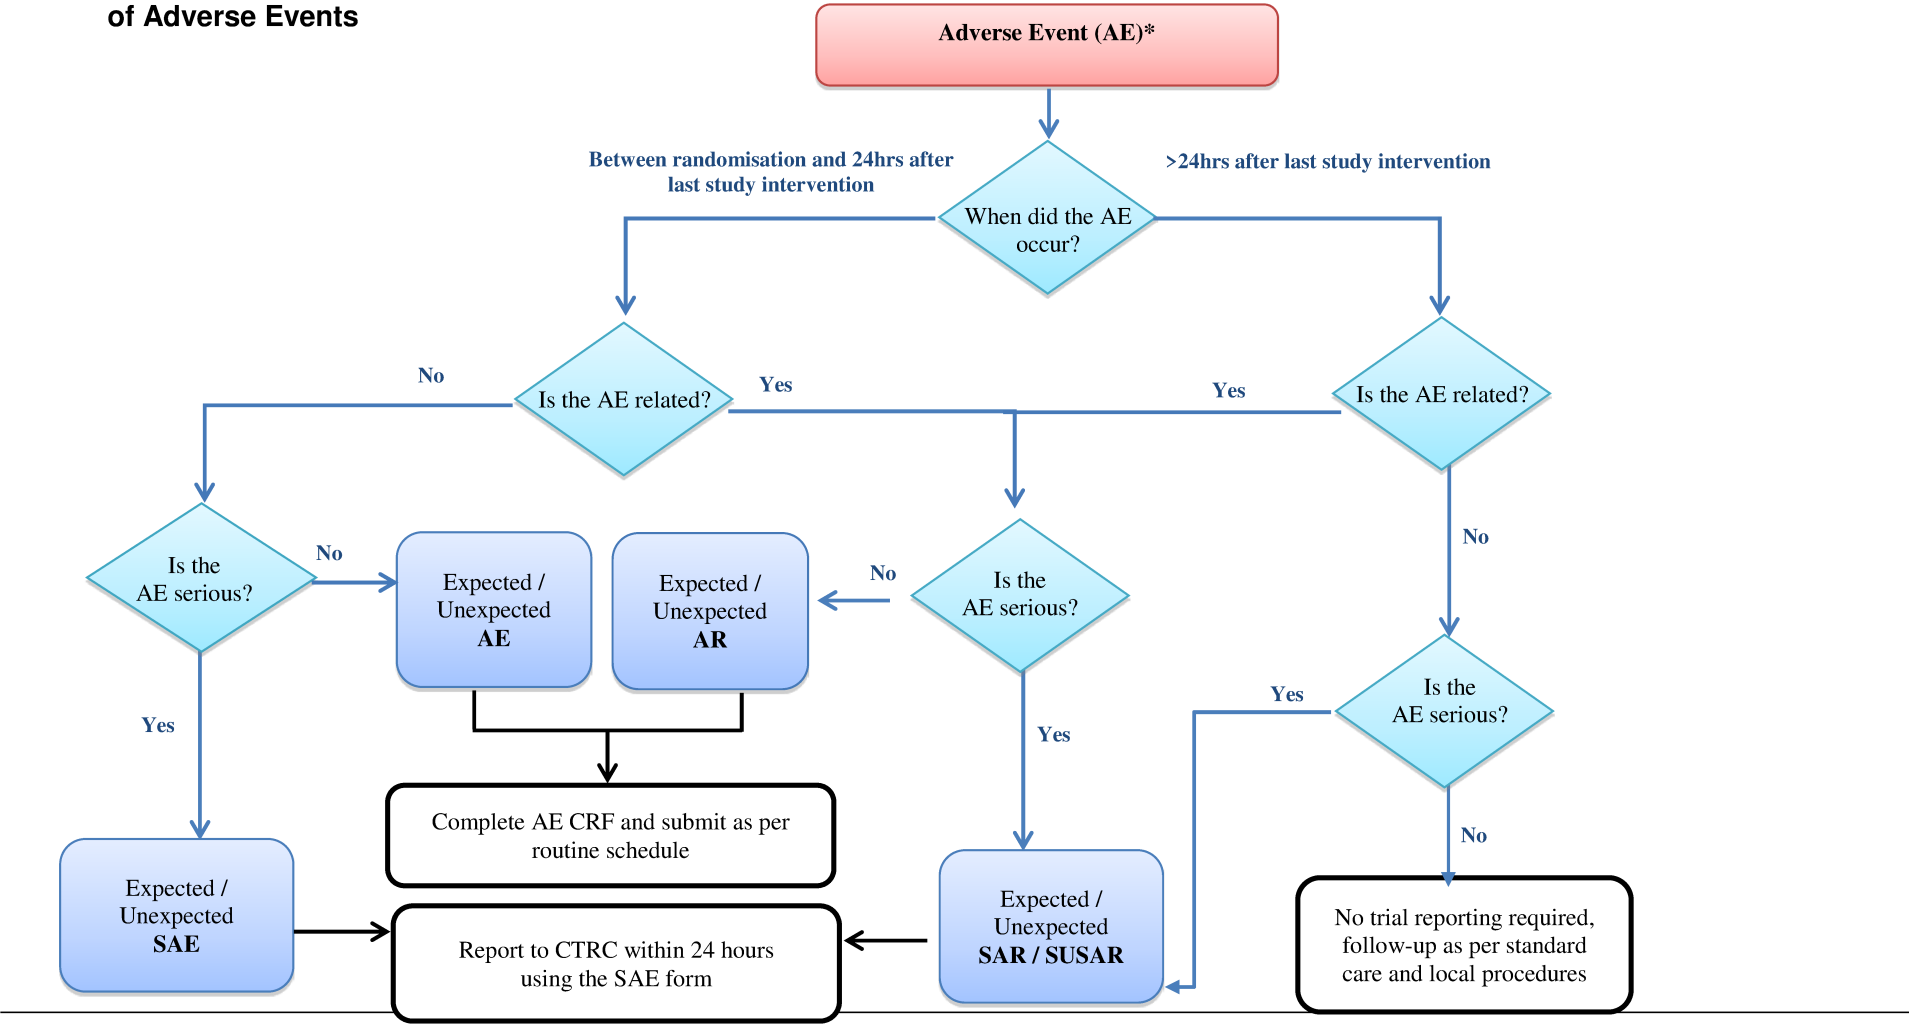 of Adverse Events
Adverse Event (AE)*
Between randomisation and 24hrs after
last study intervention
>24hrs after last study intervention
When did the AE
occur?
No
Is the AE related?
Yes
Yes
Is the AE related?
Is the
AE serious?
No
Expected /
Unexpected
AE
Expected /
Unexpected
AR
No
Is the
AE serious?
No
Yes
Yes
Yes
Is the
AE serious?
Complete AE CRF and submit as per
routine schedule
No
Expected /
Unexpected
SAE
Report to CTRC within 24 hours
using the SAE form
Expected /
Unexpected
SAR / SUSAR
No trial reporting required,
follow-up as per standard
care and local procedures